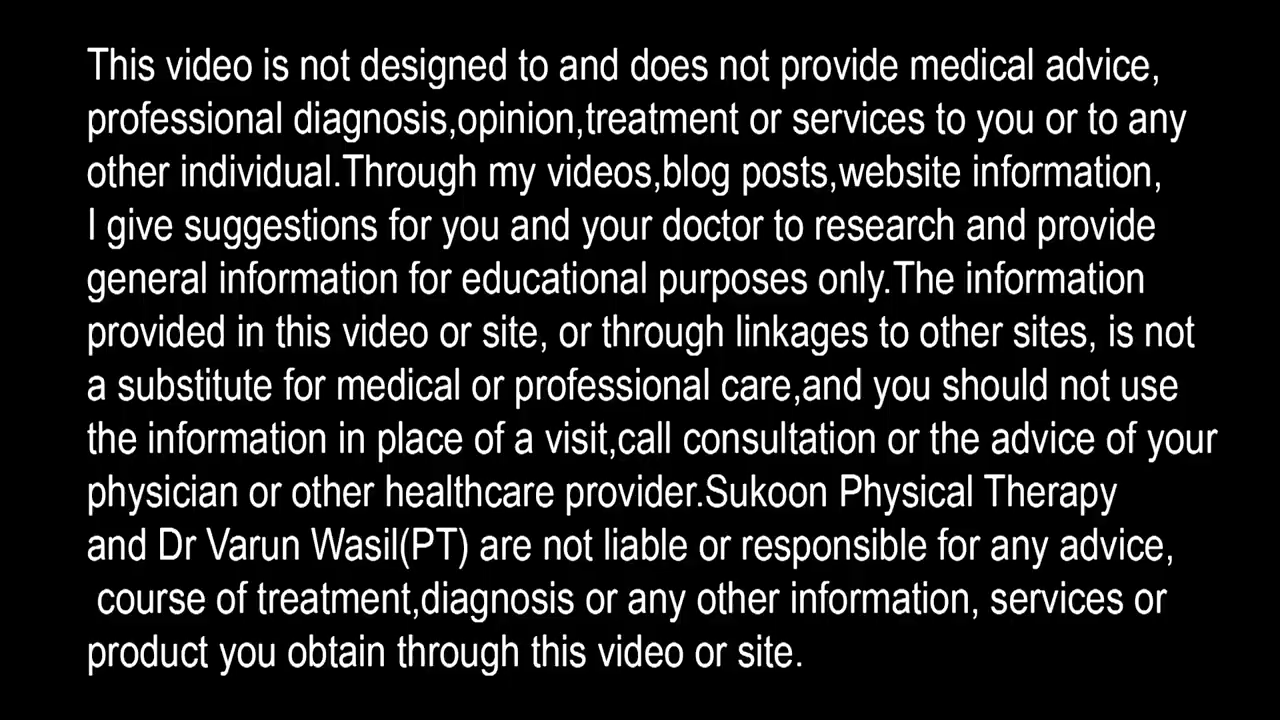 This video is not designed to and does not provide medical advice,
professional diagnosis,opinion,treatment or services to you or to any
other individual.Through my videos,blog posts,website information,
I give suggestions for you and your doctor to research and provide
general information for educational purposes only.The information
provided in this video or site, or through linkages to other sites, is not
a substitute for medical or professional care,and you should not use
the information in place of a visit,call consultation or the advice of your
physician or other healthcare provider.Sukoon Physical Therapy
and Dr Varun Wasil(PT) are not liable or responsible for any advice,
course of treatment,diagnosis or any other information, services or
product you obtain through this video or site.